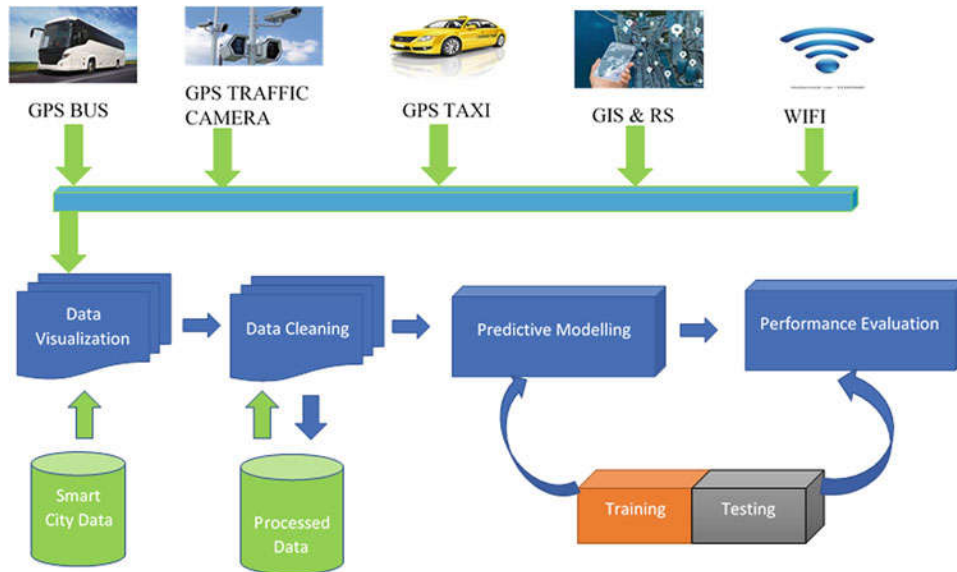 GPS BUS
GPS TRAFFIC
CAMERA
GPS TAXI
GIS & RS
WIFI
Data
Visualization
Data Cleaning
Predictive Modelling
Performance Evaluation
Smart
City Data
Processed
Data
Training
Testing